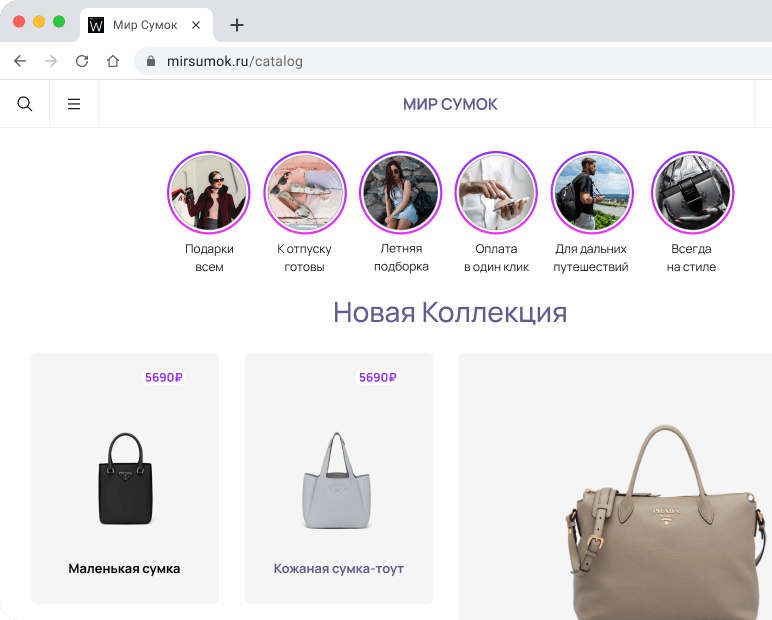 W
Мир Сумок
mirsumok.ru/catalog
МИР СУМОК
Подарки
всем
К отпуску
готовы
Летняя
подборка
Оплата
в один клик
Для дальних
путешествий
Всегда
на стиле
Новая Коллекция
5690₽
5690₽
PRADA
Маленькая сумка
Кожаная сумка-тоут